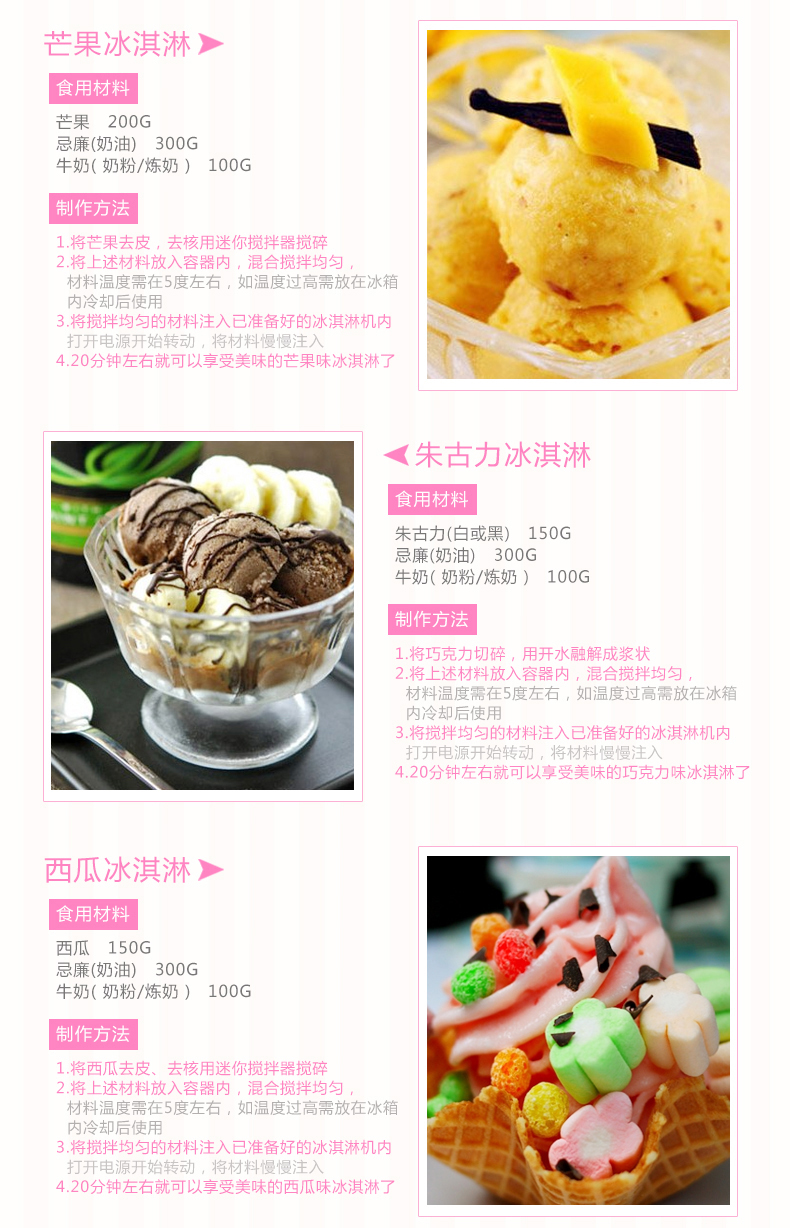 芒果冰淇淋
食用材料
芒果 200G
忌廉(奶油) 300G
牛奶( 奶粉/炼奶 ) 100G
制作方法
1.将芒果去皮，去核用迷你搅拌器搅碎
2.将上述材料放入容器内，混合搅拌均匀，
材料温度需在5度左右，如温度过高需放在冰箱
内冷却后使用
3.将搅拌均匀的材料注入已准备好的冰淇淋机内
打开电源开始转动，将材料慢慢注入
4.20分钟左右就可以享受美味的芒果味冰淇淋了
朱古力冰淇淋
食用材料
朱古力(白或黑) 150G
忌廉(奶油) 300G
牛奶( 奶粉/炼奶 ) 100G
制作方法
1.将巧克力切碎，用开水融解成浆状
2.将上述材料放入容器内，混合搅拌均匀，
材料温度需在5度左右，如温度过高需放在冰箱
内冷却后使用
3.将搅拌均匀的材料注入已准备好的冰淇淋机内
打开电源开始转动，将材料慢慢注入
4.20分钟左右就可以享受美味的巧克力味冰淇淋了
西瓜冰淇淋
食用材料
西瓜 150G
忌廉(奶油) 300G
牛奶( 奶粉/炼奶 ) 100G
制作方法
1.将西瓜去皮、去核用迷你搅拌器搅碎
2.将上述材料放入容器内，混合搅拌均匀，
材料温度需在5度左右，如温度过高需放在冰箱
内冷却后使用
3.将搅拌均匀的材料注入已准备好的冰淇淋机内
打开电源开始转动，将材料慢慢注入
4.20分钟左右就可以享受美味的西瓜味冰淇淋了